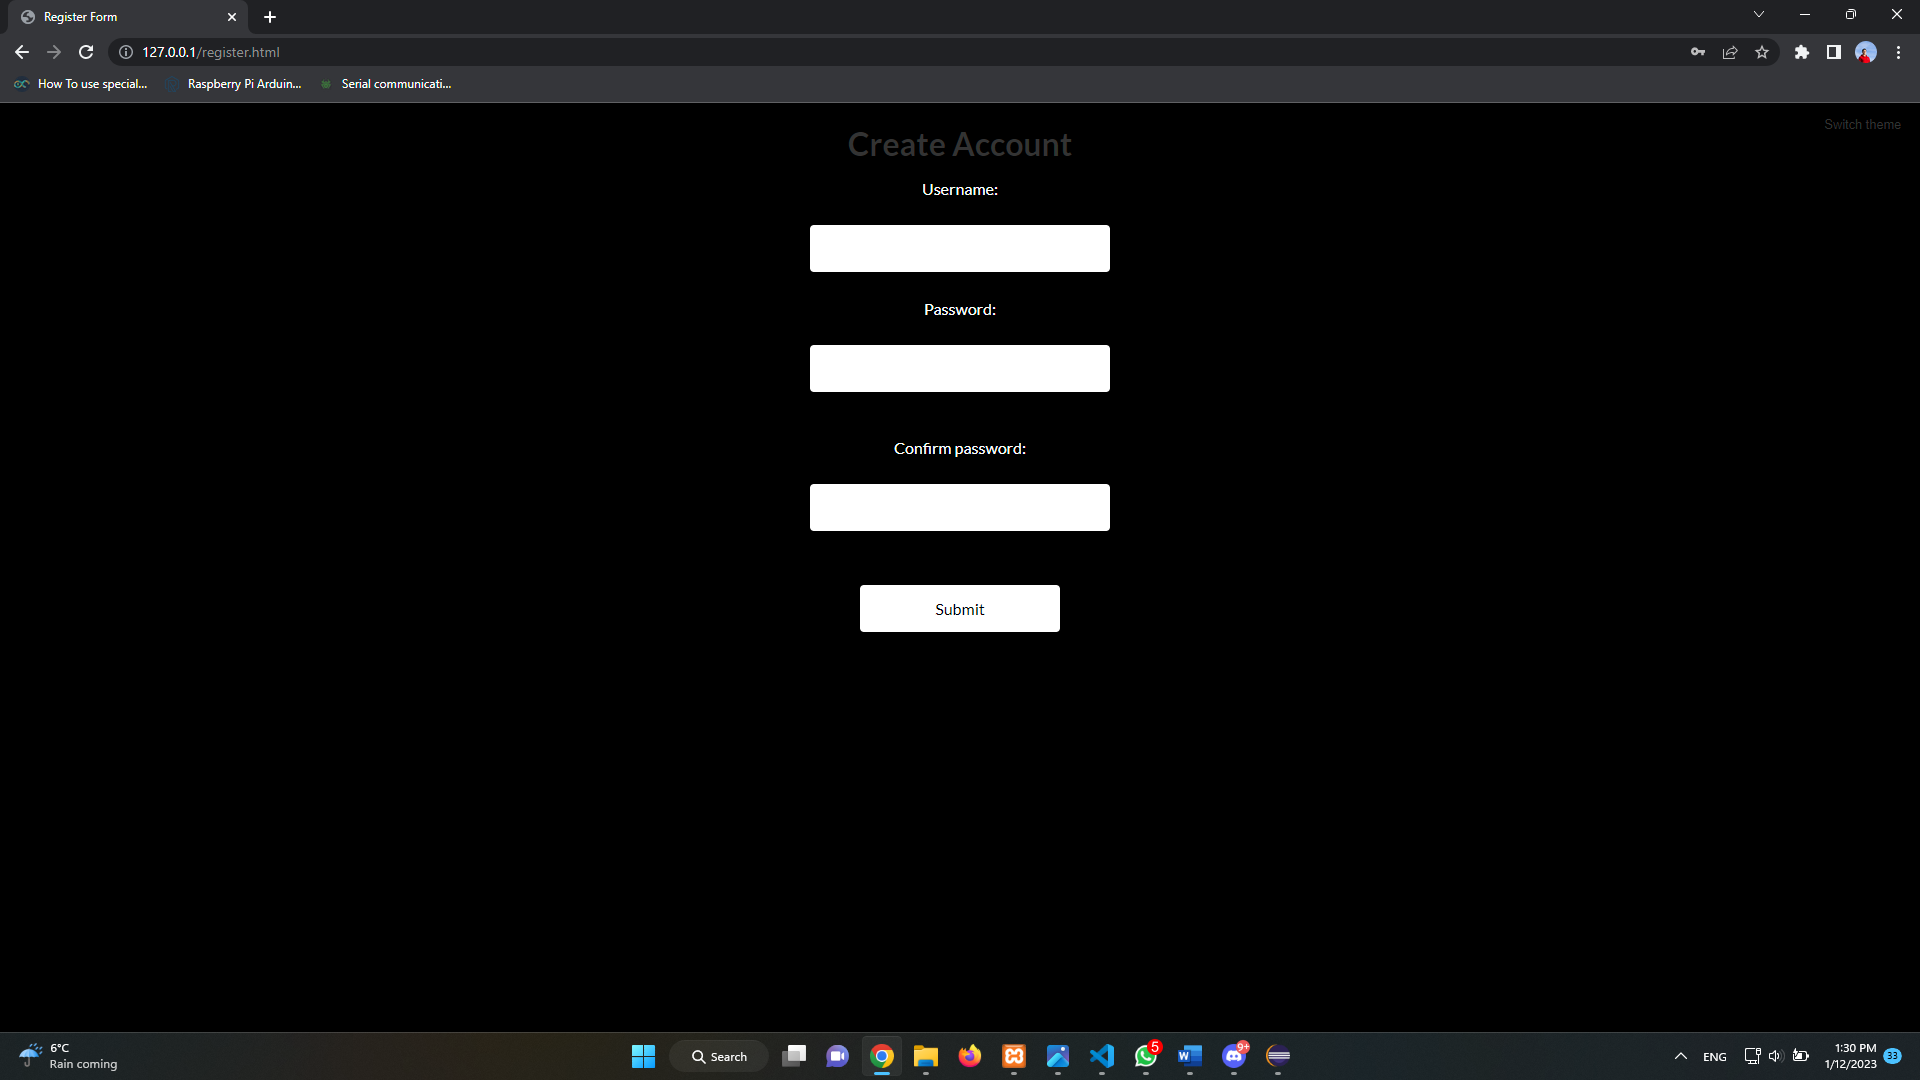 Register Form
127.0.0.1/register.html
How To use special...
Raspberry Pi Arduin...
Serial communicati...
Switch theme
Create Account
Username:
Password:
Confirm password:
Submit
6°C
Rain coming
Search
5
9+
ENG
1:30 PM
1/12/2023
33